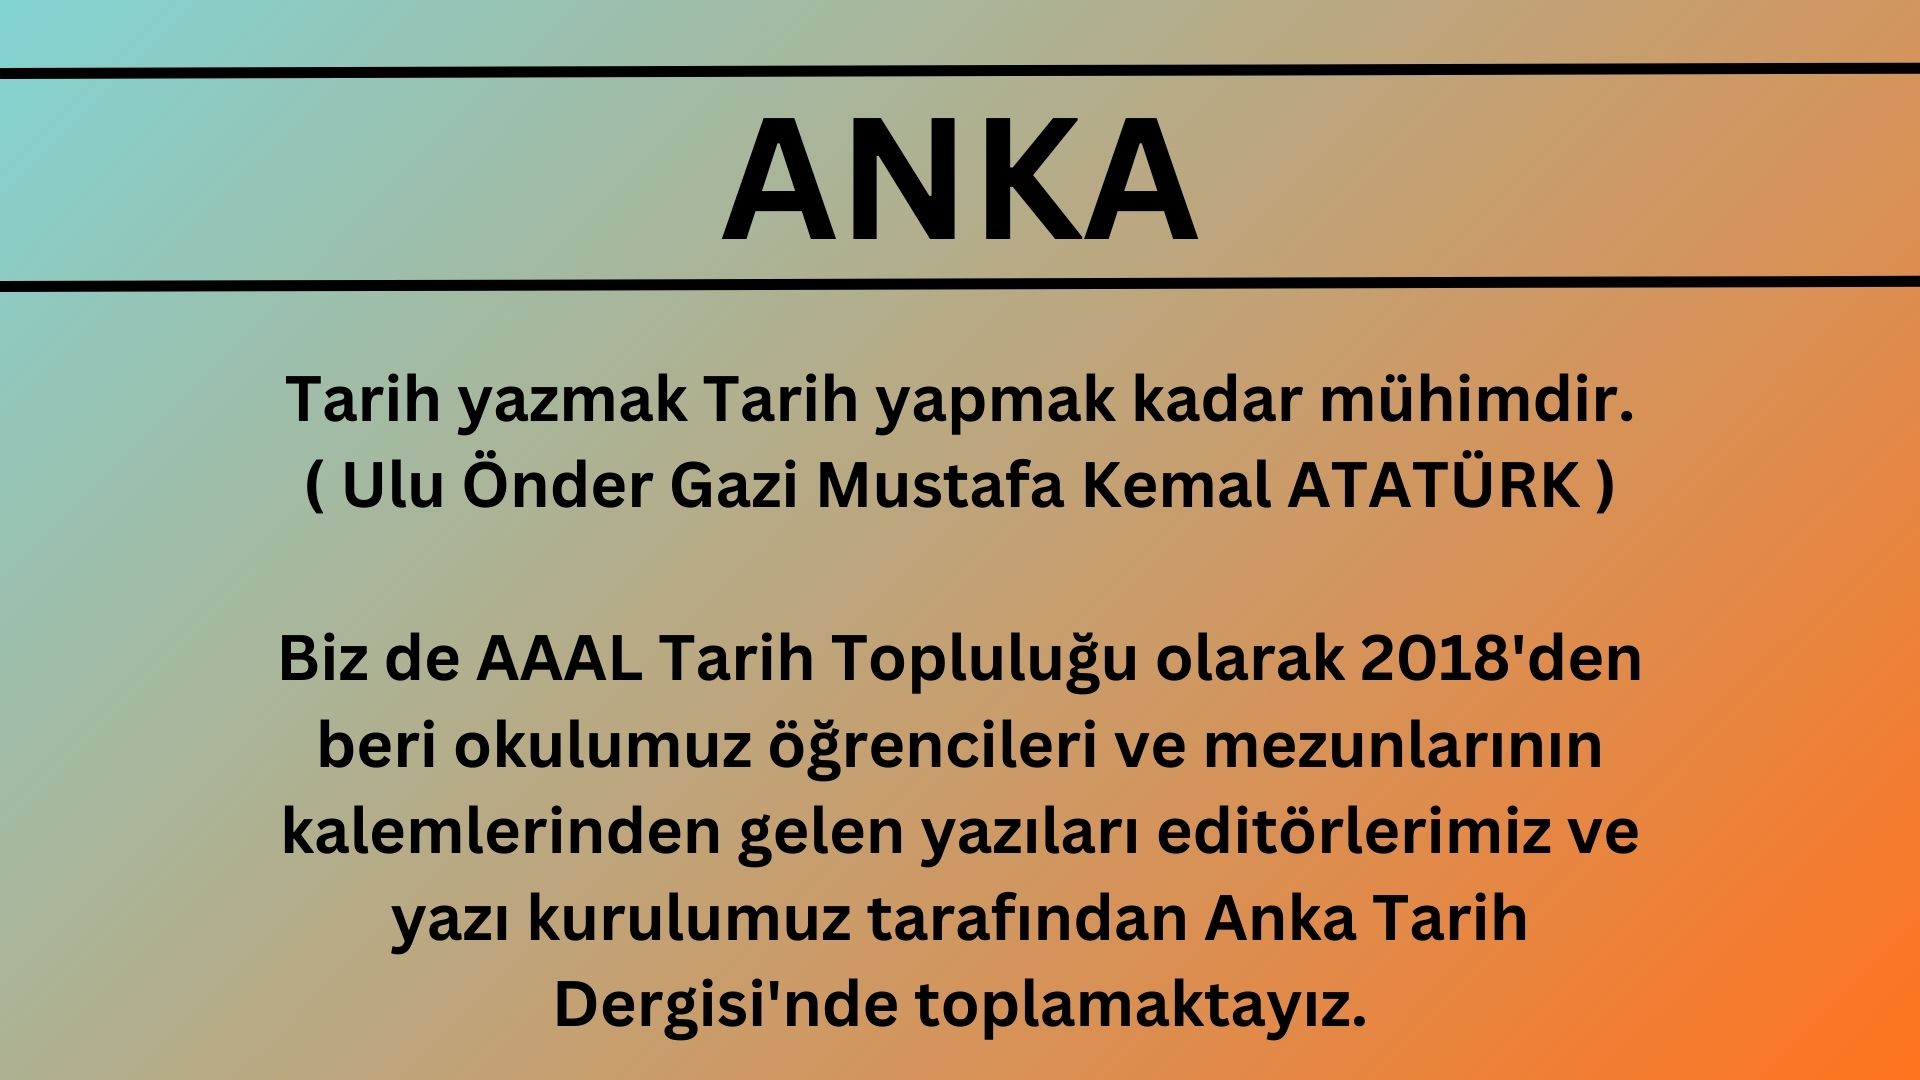 ANKA
Tarih yazmak Tarih yapmak kadar mühimdir.
( Ulu Önder Gazi Mustafa Kemal ATATÜRK )
Biz de AAAL Tarih Topluluğu olarak 2018'den
beri okulumuz öğrencileri ve mezunlarının
kalemlerinden gelen yazıları editörlerimiz ve
yazı kurulumuz tarafından Anka Tarih
Dergisi'nde toplamaktayız.